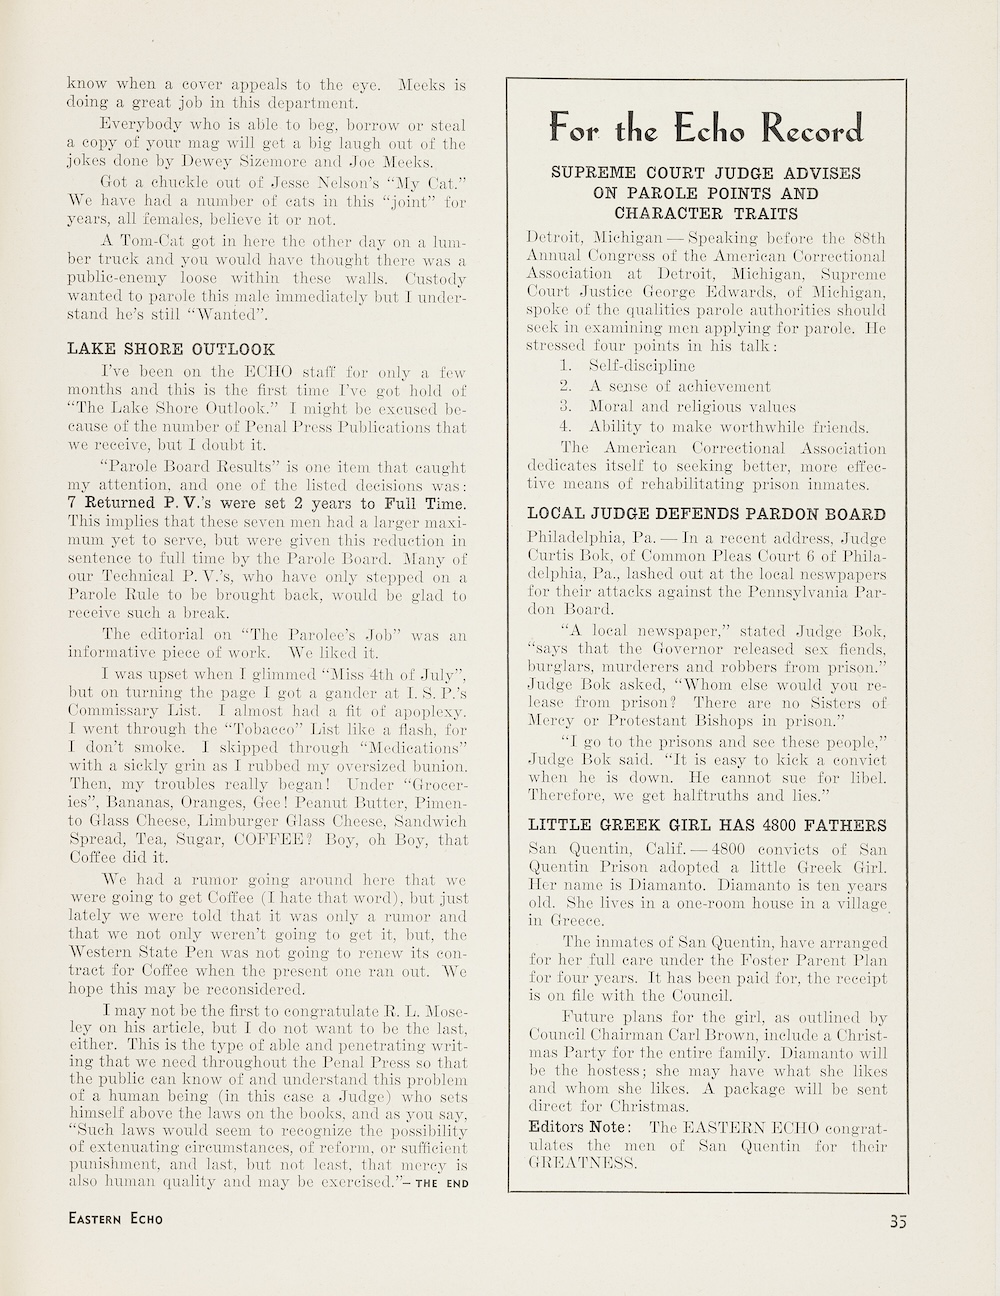 know when a cover appeals to the eye. Meeks is
doing a great job in this department.
Everybody who is able to beg, borrow or steal
a copy of your mag will get a big laugh out of the
jokes done by Dewey Sizemore and Joe Meeks.
Got a chuckle out of Jesse Nelson's "My Cat."
We have had a number of cats in this "joint" for
years, all females, believe it or not.
A Tom-Cat got in here the other day on a lum-
ber truck and you would have thought there was a
public-enemy loose within these walls. Custody
wanted to parole this male immediately but I under-
stand he's still "Wanted".
LAKE SHORE OUTLOOK
I've been on the ECHO staff for only a few
months and this is the first time I've got hold of
"The Lake Shore Outlook." I might be excused be-
cause of the number of Penal Press Publications that
we receive, but I doubt it.
"Parole Board Results" is one item that caught
my attention, and one of the listed decisions was:
7 Returned P. V.'s were set 2 years to Full Time.
This implies that these seven men had a larger maxi-
mum yet to serve, but were given this reduction in
sentence to full time by the Parole Board. Many of
our Technical P. V.'s, who have only stepped on a
Parole Rule to be brought back, would be glad to
receive such a break.
The editorial on "The Parolee's Job" was an
informative piece of work. We liked it.
I was upset when I glimmed "Miss 4th of July",
but on turning the page I got a gander at I. S. P.'s
Commissary List. I almost had a fit of apoplexy.
I went through the "Tobacco" List like a flash, for
I don't smoke. I skipped through "Medications"
with a sickly grin as I rubbed my oversized bunion.
Then, my troubles really began! Under "Grocer-
ies", Bananas, Oranges, Gee! Peanut Butter, Pimen-
to Glass Cheese, Limburger Glass Cheese, Sandwich
Spread, Tea, Sugar, COFFEE? Boy, oh Boy, that
Coffee did it.
We had a rumor going around here that we
were going to get Coffee (I hate that word), but just
lately we were told that it was only a rumor and
that we not only weren't going to get it, but, the
Western State Pen was not going to renew its con-
tract for Coffee when the present one ran out. We
hope this may be reconsidered.
I may not be the first to congratulate R. L. Mose-
ley on his article, but I do not want to be the last,
either. This is the type of able and penetrating writ-
ing that we need throughout the Penal Press so that
the public can know of and understand this problem
of a human being (in this case a Judge) who sets
himself above the laws on the books, and as you say,
"Such laws would seem to recognize the possibility
of extenuating circumstances, of reform, or sufficient
punishment, and last, but not least, that mercy is
also human quality and may be exercised."— THE END
For the Echo Record
SUPREME COURT JUDGE ADVISES
ON PAROLE POINTS AND
CHARACTER TRAITS
Detroit, Michigan — Speaking before the 88th
Annual Congress of the American Correctional
Association at Detroit, Michigan, Supreme
Court Justice George Edwards, of Michigan,
spoke of the qualities parole authorities should
seek in examining men applying for parole. He
stressed four points in his talk:
1. Self-discipline
2. A sense of achievement
3. Moral and religious values
4. Ability to make worthwhile friends.
The American Correctional Association
dedicates itself to seeking better, more effec-
tive means of rehabilitating prison inmates.
LOCAL JUDGE DEFENDS PARDON BOARD
Philadelphia, Pa. — In a recent address, Judge
Curtis Bok, of Common Pleas Court 6 of Phila-
delphia, Pa., lashed out at the local neswpapers
for their attacks against the Pennsylvania Par-
don Board.
"A local newspaper," stated Judge Bok,
"says that the Governor released sex fiends,
burglars, murderers and robbers from prison."
Judge Bok asked, "Whom else would you re-
lease from prison? There are no Sisters of
Mercy or Protestant Bishops in prison."
"I go to the prisons and see these people,"
Judge Bok said. "It is easy to kick a convict
when he is down. He cannot sue for libel.
Therefore, we get halftruths and lies."
LITTLE GREEK GIRL HAS 4800 FATHERS
San Quentin, Calif. — 4800 convicts of San
Quentin Prison adopted a little Greek Girl.
Her name is Diamanto. Diamanto is ten years
old. She lives in a one-room house in a village
in Greece.
The inmates of San Quentin, have arranged
for her full care under the Foster Parent Plan
for four years. It has been paid for, the receipt
is on file with the Council.
Future plans for the girl, as outlined by
Council Chairman Carl Brown, include a Christ-
mas Party for the entire family. Diamanto will
be the hostess; she may have what she likes
and whom she likes. A package will be sent
direct for Christmas.
Editors Note: The EASTERN ECHO congrat-
ulates the men of San Quentin for their
GREATNESS.
EASTERN ECHO
35